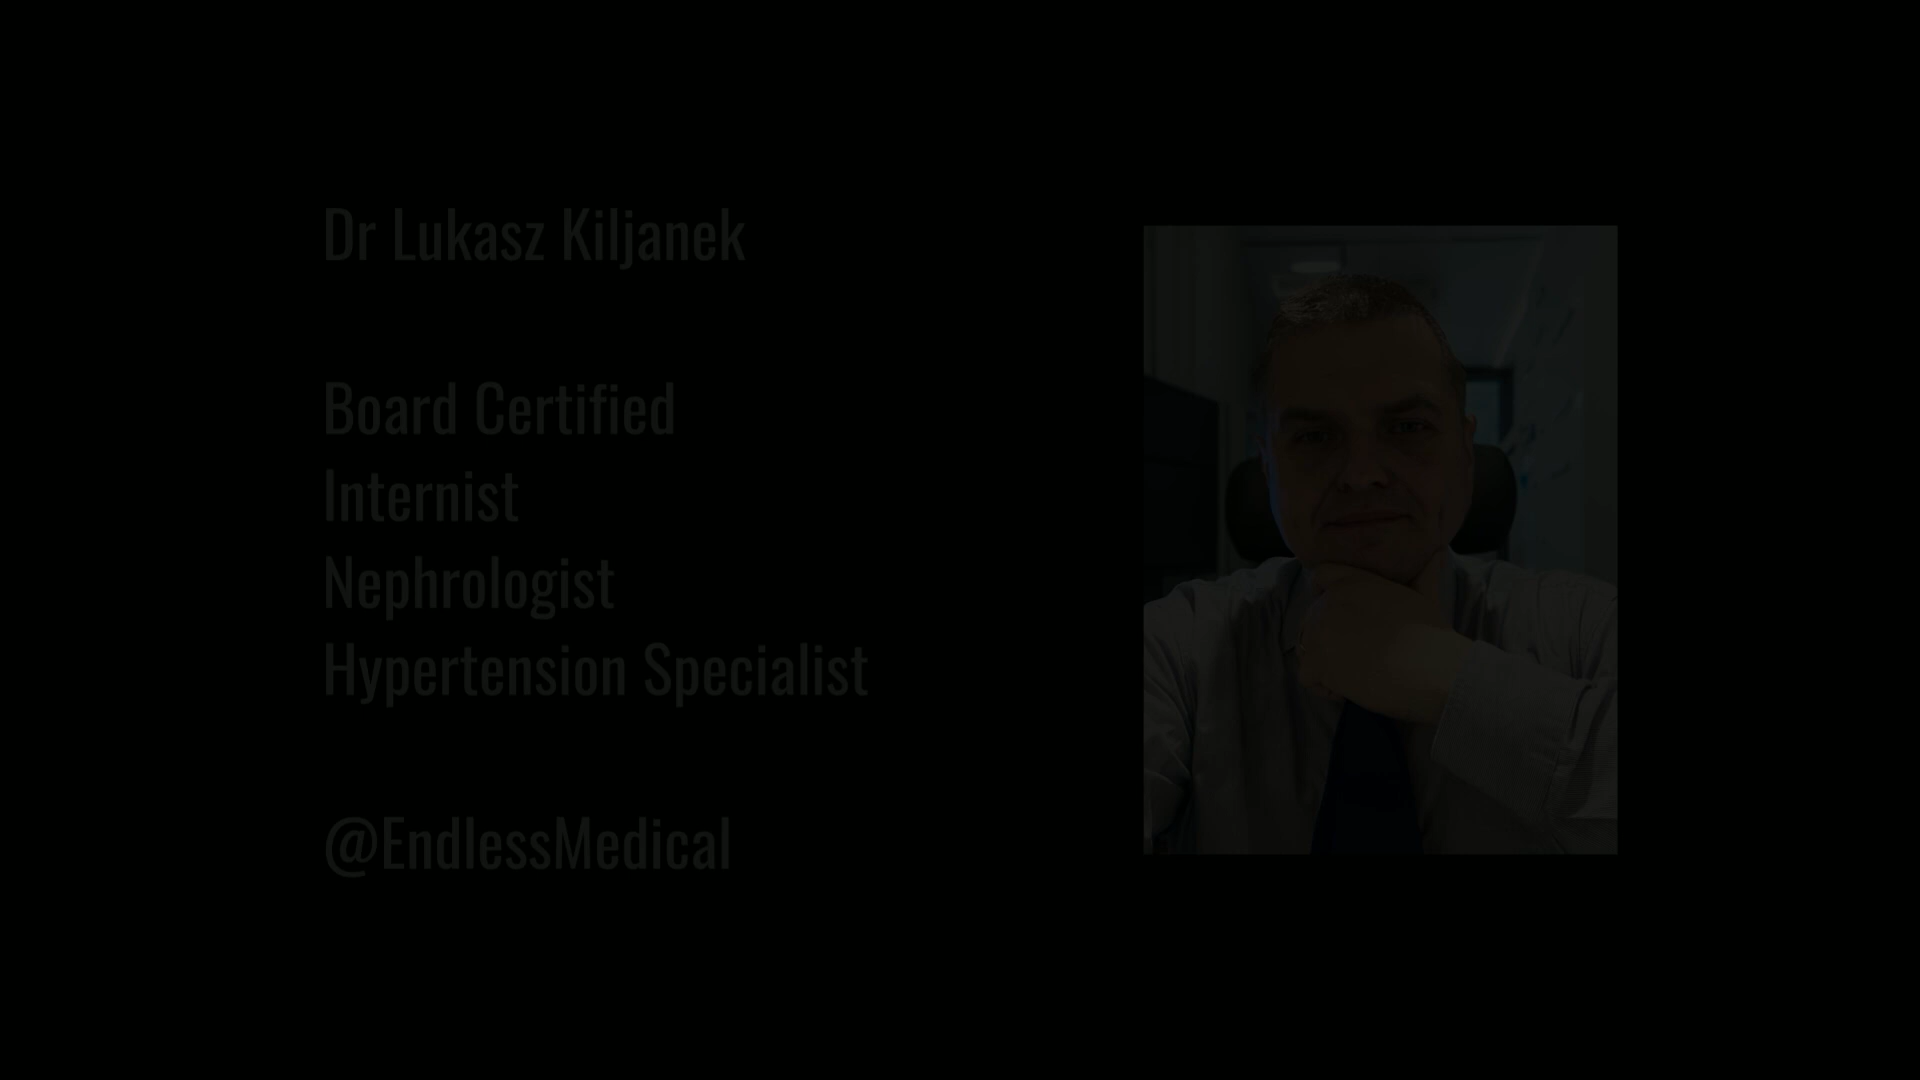 Dr Lukasz Kiljanek
Board Certified
Internist
Nephrologist
Hypertension Specialist
@EndlessMedical